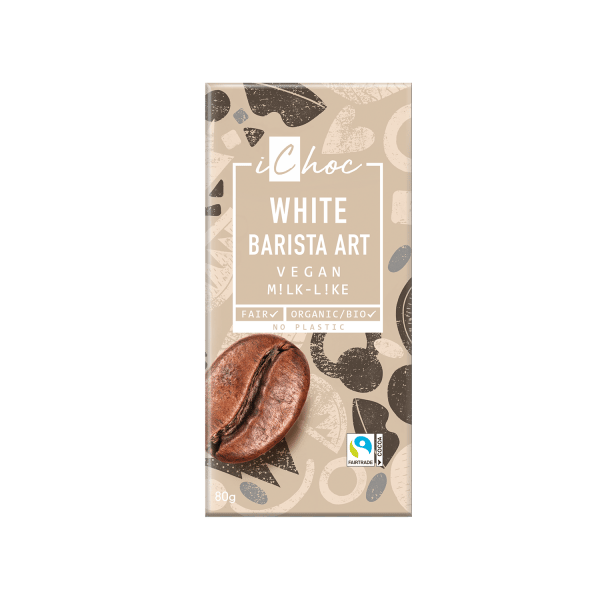 iChoc
WHITE
BARISTA ART
VEGAN
M!LK-L!KE
FAIR✓ ORGANIC/BIO✓
NO PLASTIC
FAIRTRADE
COCOA
80g